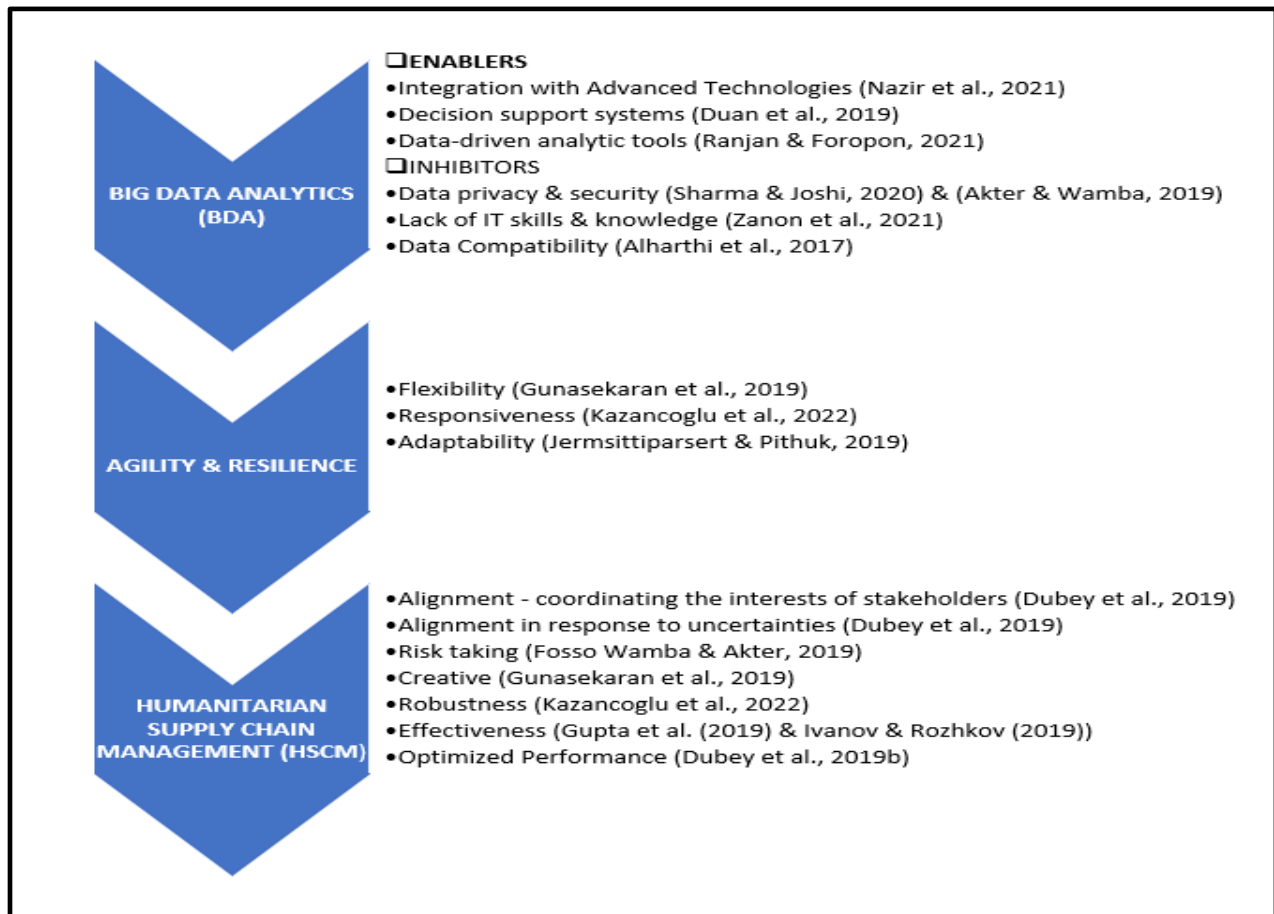 ❑ENABLERS
•Integration with Advanced Technologies (Nazir et al., 2021)
•Decision support systems (Duan et al., 2019)
•Data-driven analytic tools (Ranjan & Foropon, 2021)
❑INHIBITORS
•Data privacy & security (Sharma & Joshi, 2020) & (Akter & Wamba, 2019)
•Lack of IT skills & knowledge (Zanon et al., 2021)
•Data Compatibility (Alharthi et al., 2017)
BIG DATA ANALYTICS
(BDA)
•Flexibility (Gunasekaran et al., 2019)
•Responsiveness (Kazancoglu et al., 2022)
•Adaptability (Jermsittiparsert & Pithuk, 2019)
AGILITY & RESILIENCE
•Alignment - coordinating the interests of stakeholders (Dubey et al., 2019)
•Alignment in response to uncertainties (Dubey et al., 2019)
•Risk taking (Fosso Wamba & Akter, 2019)
•Creative (Gunasekaran et al., 2019)
•Robustness (Kazancoglu et al., 2022)
•Effectiveness (Gupta et al. (2019) & Ivanov & Rozhkov (2019))
•Optimized Performance (Dubey et al., 2019b)
HUMANITARIAN
SUPPLY CHAIN
MANAGEMENT (HSCM)